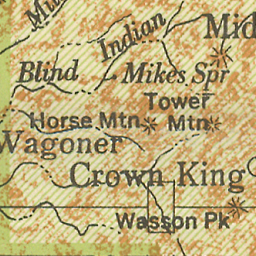 Indian
Mid
Blind
Mikes Spr
Tower
Mtn
Horse Mtn
Wagoner
Crown King
Wasson Pk